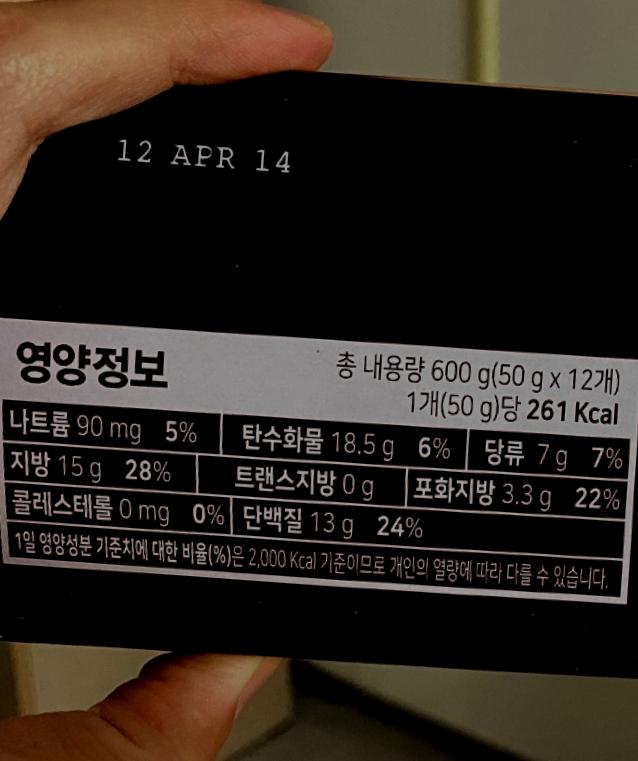 12 APR 14
영양정보
총 내용량 600 g(50 g x 12개)
1개(50 g)당 261 Kcal
나트륨 90 mg 5% 탄수화물 18.5 g 6% 당류 7 g 7%
지방 15 g 28% 트랜스지방 0 g 포화지방 3.3 g 22%
콜레스테롤 0 mg 0% 단백질 13 g 24%
1일 영양성분 기준치에 대한 비율(%)은 2,000 Kcal 기준이므로 개인의 열량에 따라 다를 수 있습니다.